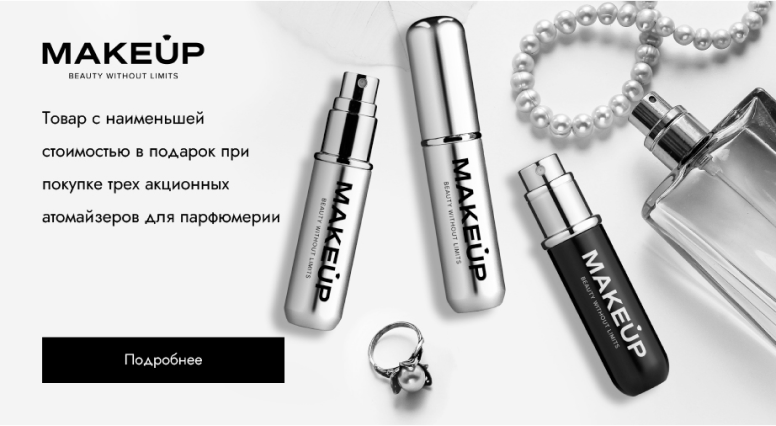 MAKEUP
BEAUTY WITHOUT LIMITS
Товар с наименьшей
стоимостью в подарок при
покупке трех акционных
атомайзеров для парфюмерии
Подробнее
MAKEUP
BEAUTY WITHOUT LIMITS
MAKEUP
BEAUTY WITHOUT LIMITS
MAKEUP
BEAUTY WITHOUT LIMITS